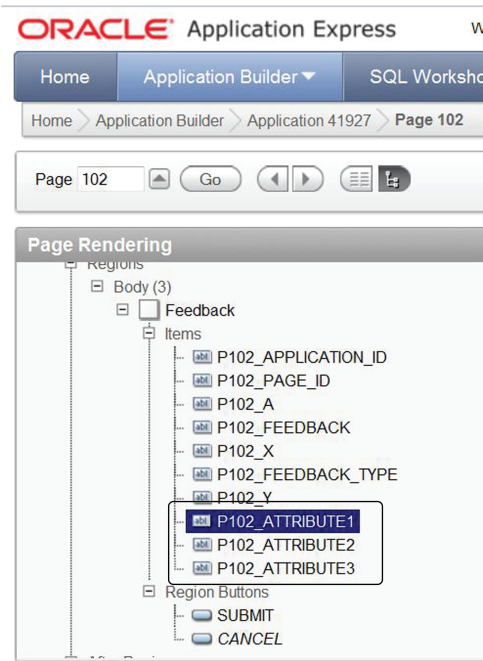 ORACLE Application Express
Home Application Builder SQL
Home Application Builder Application 41927 Page 102
Page 102 Go
Page Rendering
Regions
Body (3)
Feedback
Items
P102_APPLICATION_ID
P102_PAGE_ID
P102_A
P102_FEEDBACK
P102_X
P102_FEEDBACK_TYPE
P102_Y
P102_ATTRIBUTE1
P102_ATTRIBUTE2
P102_ATTRIBUTE3
Region Buttons
SUBMIT
CANCEL